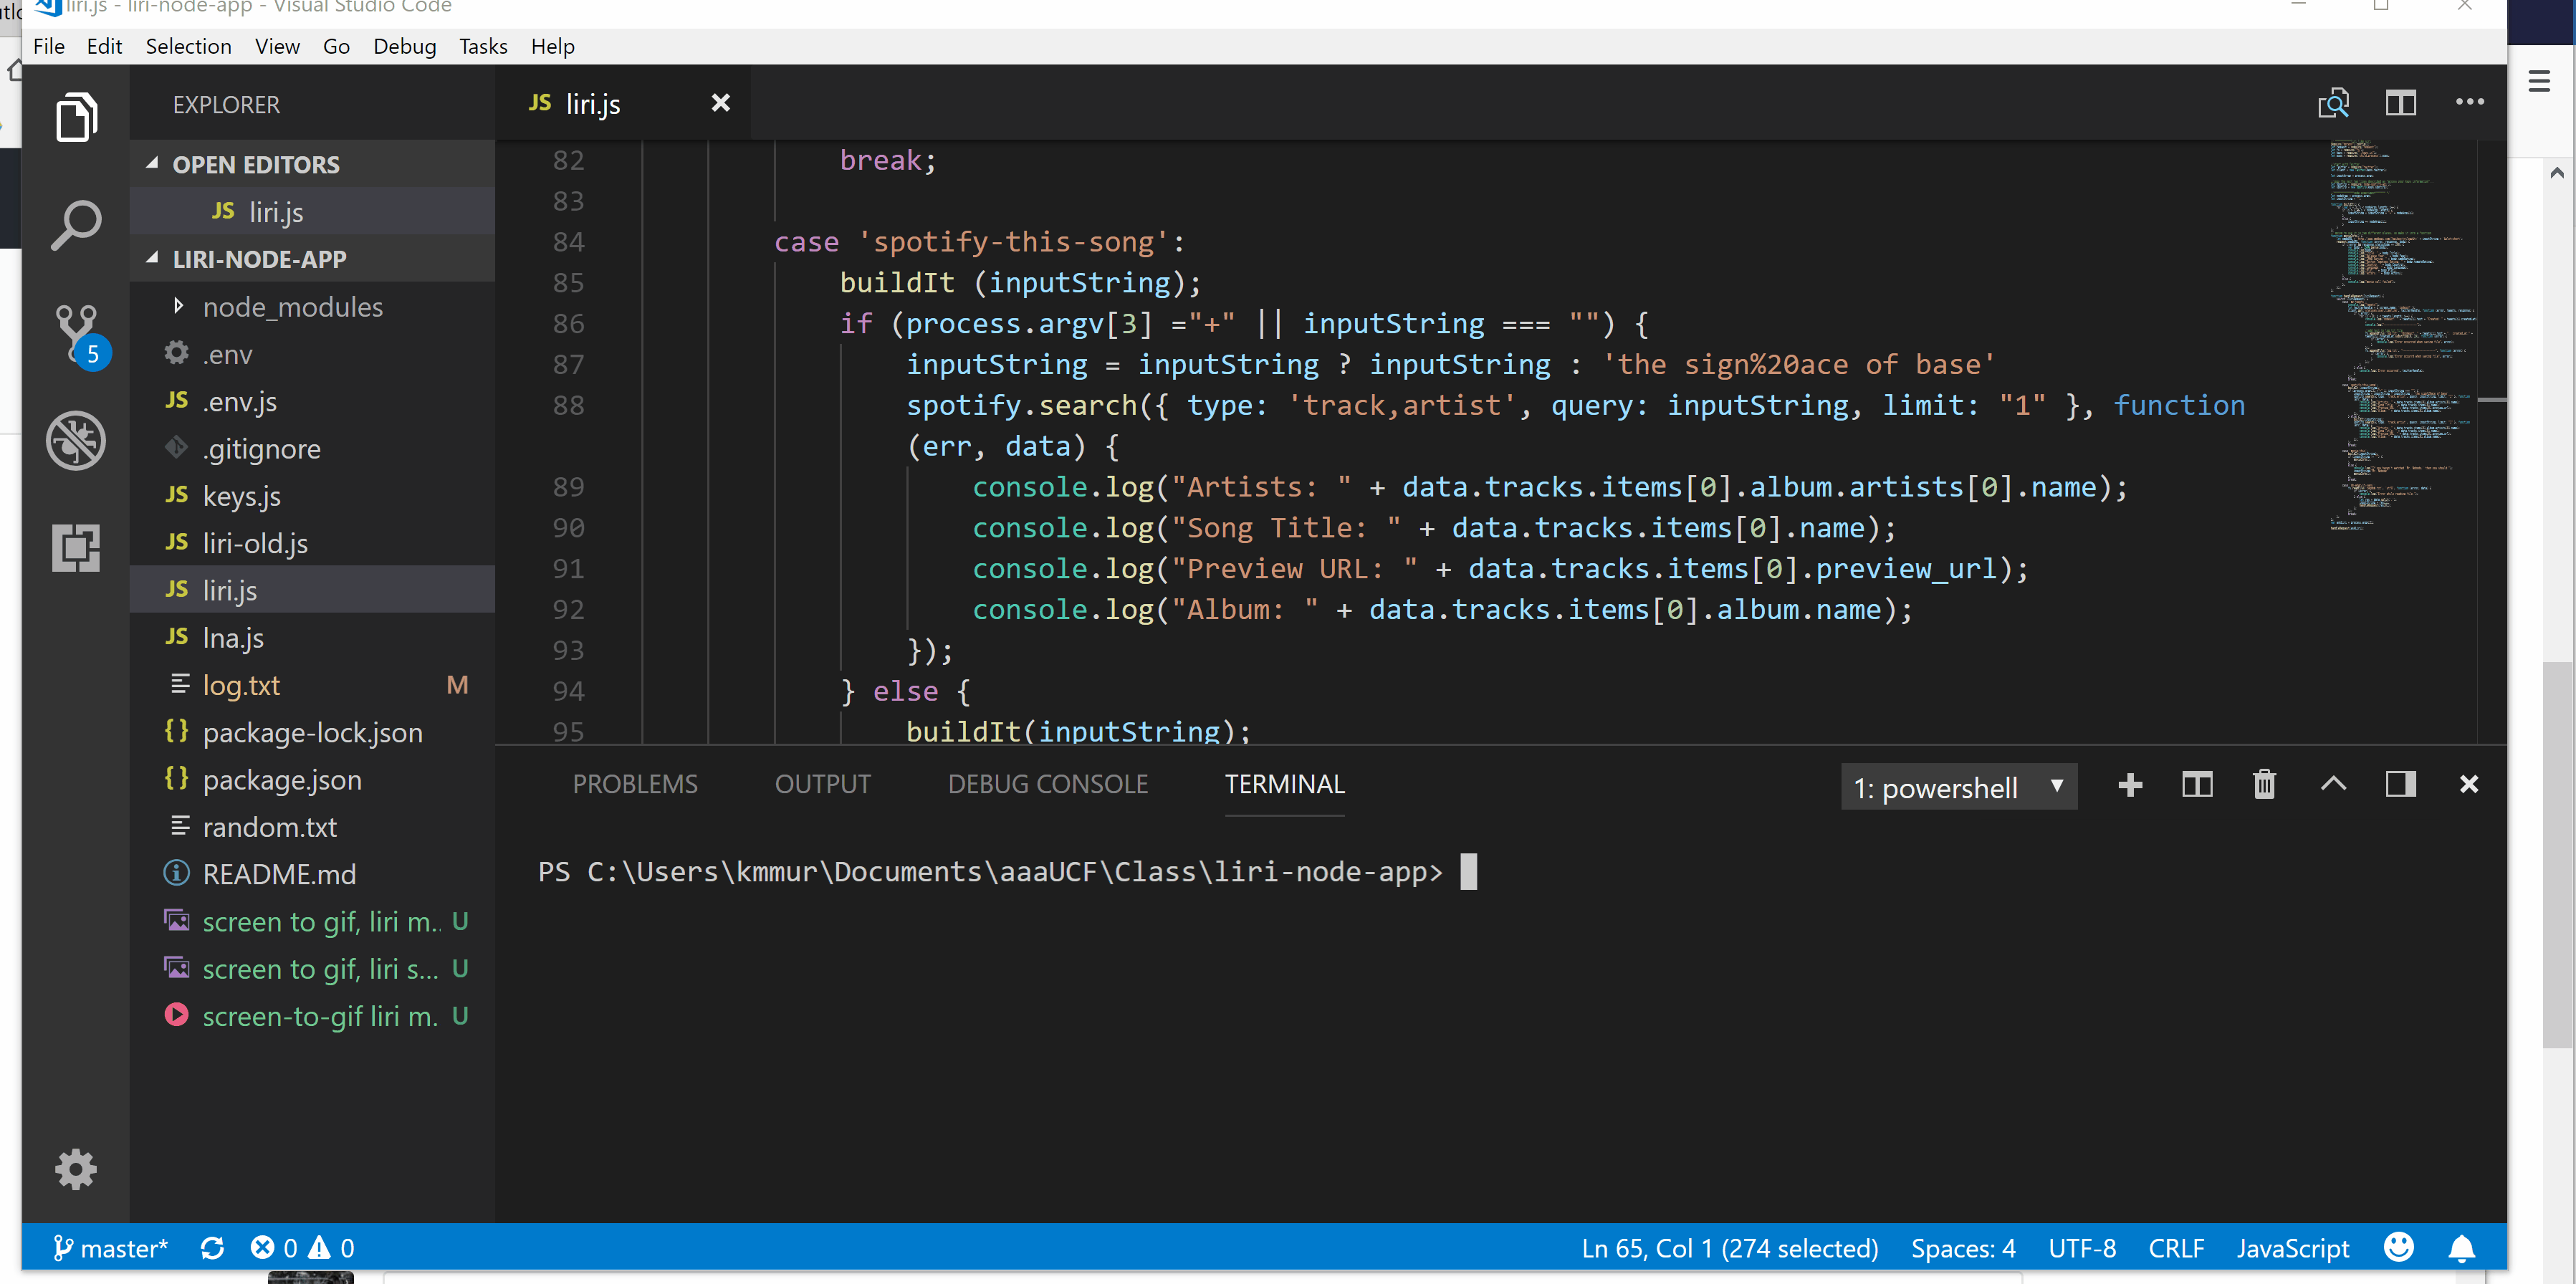 liri.js - liri-node-app - Visual Studio Code
File Edit Selection View Go Debug Tasks Help
EXPLORER
OPEN EDITORS
JS liri.js
LIRI-NODE-APP
node_modules
.env
JS .env.js
.gitignore
JS keys.js
JS liri-old.js
JS liri.js
JS lna.js
log.txt M
{} package-lock.json
{} package.json
random.txt
README.md
screen to gif, liri m.. U
screen to gif, liri s... U
screen-to-gif liri m. U
5
JS liri.js
82 break;
83
84 case 'spotify-this-song':
85 buildIt (inputString);
86 if (process.argv[3] ="+" || inputString === "") {
87 inputString = inputString ? inputString : 'the sign%20ace of base'
88 spotify.search({ type: 'track,artist', query: inputString, limit: "1" }, function
(err, data) {
89 console.log("Artists: " + data.tracks.items[0].album.artists[0].name);
90 console.log("Song Title: " + data.tracks.items[0].name);
91 console.log("Preview URL: " + data.tracks.items[0].preview_url);
92 console.log("Album: " + data.tracks.items[0].album.name);
93 });
94 } else {
95 buildIt(inputString);
PROBLEMS OUTPUT DEBUG CONSOLE TERMINAL 1: powershell
PS C:\Users\kmmur\Documents\aaaUCF\Class\liri-node-app>
master* 0 0 Ln 65, Col 1 (274 selected) Spaces: 4 UTF-8 CRLF JavaScript